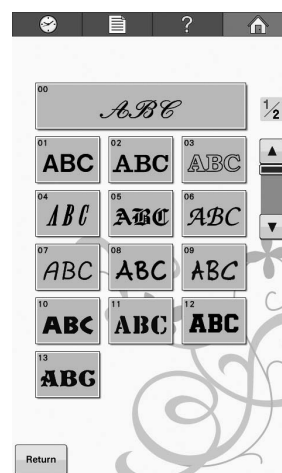 ?
00
ABC
1/2
01 02 03
ABC ABC ABC
04 05 06
ABC ABC ABC
07 08 09
ABC ABC ABC
10 11 12
ABC ABC ABC
13
ABC
Return